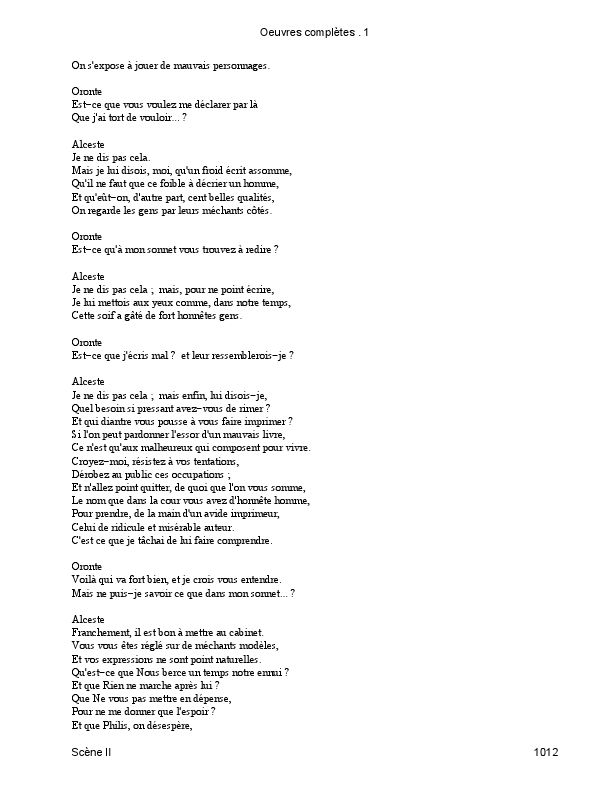 Oeuvres complètes . 1
On s'expose à jouer de mauvais personnages.
Oronte
Est−ce que vous voulez me déclarer par là
Que j'ai tort de vouloir... ?
Alceste
Je ne dis pas cela.
Mais je lui disois, moi, qu'un froid écrit assomme,
Qu'il ne faut que ce foible à décrier un homme,
Et qu'eût−on, d'autre part, cent belles qualités,
On regarde les gens par leurs méchants côtés.
Oronte
Est−ce qu'à mon sonnet vous trouvez à redire ?
Alceste
Je ne dis pas cela ; mais, pour ne point écrire,
Je lui mettois aux yeux comme, dans notre temps,
Cette soif a gâté de fort honnêtes gens.
Oronte
Est−ce que j'écris mal ? et leur ressemblerois−je ?
Alceste
Je ne dis pas cela ; mais enfin, lui disois−je,
Quel besoin si pressant avez−vous de rimer ?
Et qui diantre vous pousse à vous faire imprimer ?
Si l'on peut pardonner l'essor d'un mauvais livre,
Ce n'est qu'aux malheureux qui composent pour vivre.
Croyez−moi, résistez à vos tentations,
Dérobez au public ces occupations ;
Et n'allez point quitter, de quoi que l'on vous somme,
Le nom que dans la cour vous avez d'honnête homme,
Pour prendre, de la main d'un avide imprimeur,
Celui de ridicule et misérable auteur.
C'est ce que je tâchai de lui faire comprendre.
Oronte
Voilà qui va fort bien, et je crois vous entendre.
Mais ne puis−je savoir ce que dans mon sonnet... ?
Alceste
Franchement, il est bon à mettre au cabinet.
Vous vous êtes réglé sur de méchants modèles,
Et vos expressions ne sont point naturelles.
Qu'est−ce que Nous berce un temps notre ennui ?
Et que Rien ne marche après lui ?
Que Ne vous pas mettre en dépense,
Pour ne me donner que l'espoir ?
Et que Philis, on désespère,
Scène II
1012